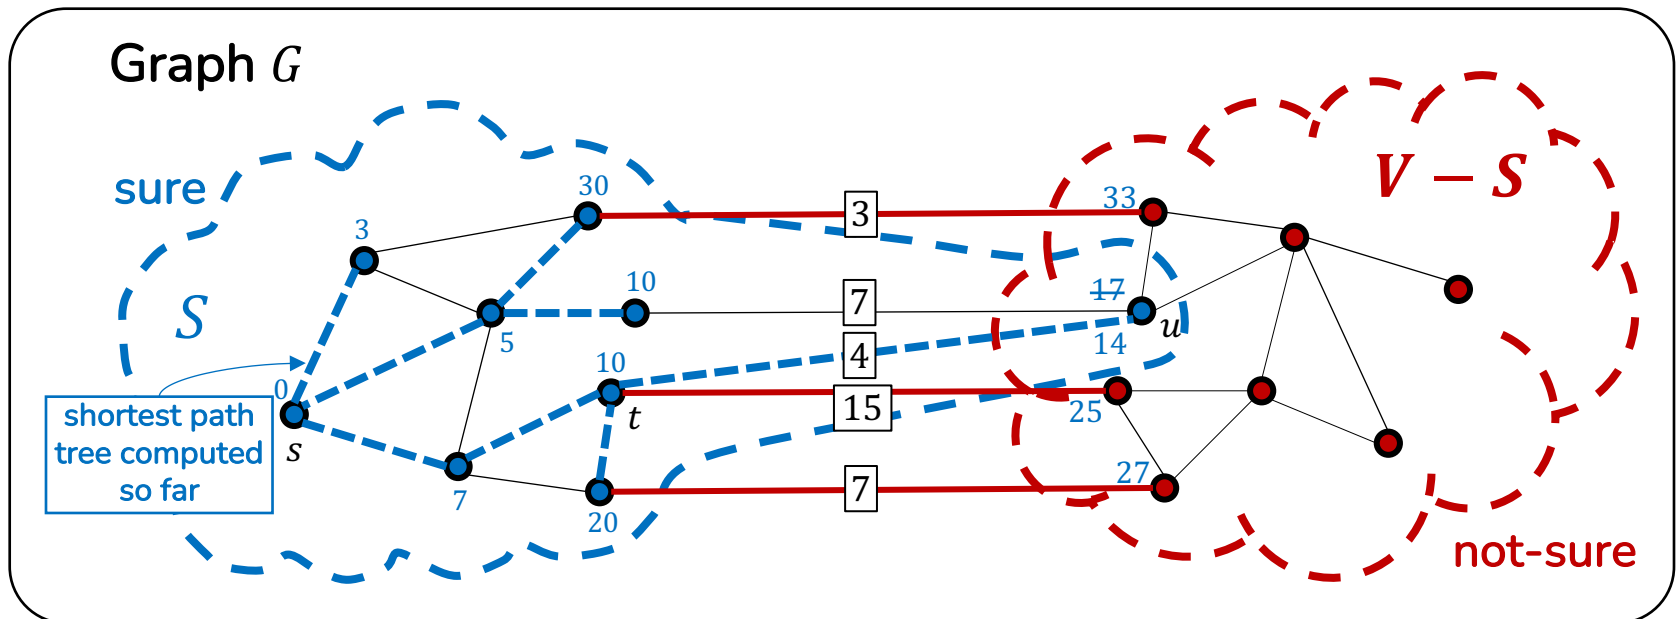 Graph G
sure
30
3
33
V − S
3
10
7
17
S
5
u
10
4
14
0
15
25
shortest path
tree computed
so far
t
s
27
7
7
20
not-sure